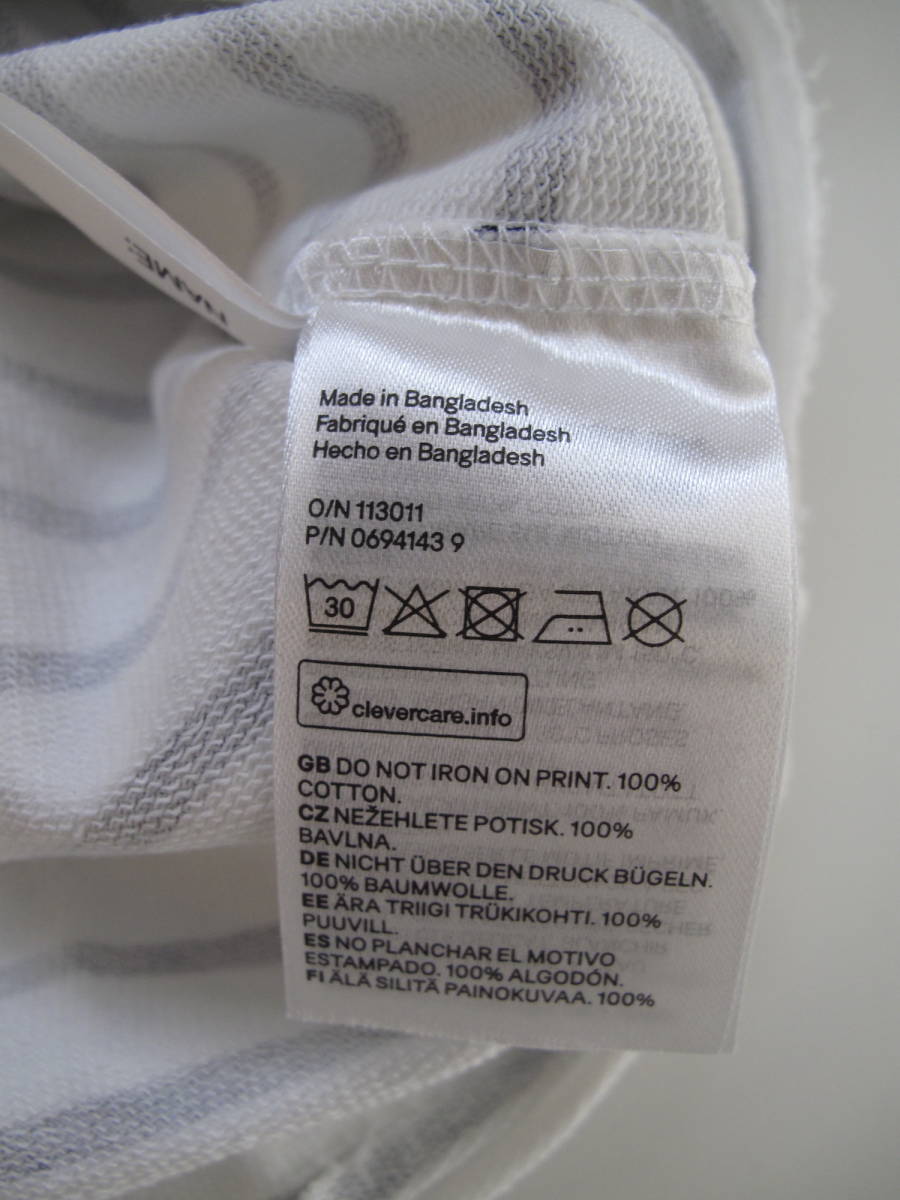 NAME:
Made in Bangladesh
Fabriqué en Bangladesh
Hecho en Bangladesh
O/N 113011
P/N 0694143 9
30
clevercare.info
GB DO NOT IRON ON PRINT. 100%
COTTON.
CZ NEŽEHLETE POTISK. 100%
BAVLNA.
DE NICHT ÜBER DEN DRUCK BÜGELN.
100% BAUMWOLLE.
EE ÄRA TRIIGI TRÜKIKOHTI. 100%
PUUVILL.
ES NO PLANCHAR EL MOTIVO
ESTAMPADO. 100% ALGODÓN.
FI ÄLÄ SILITÄ PAINOKUVAA. 100%